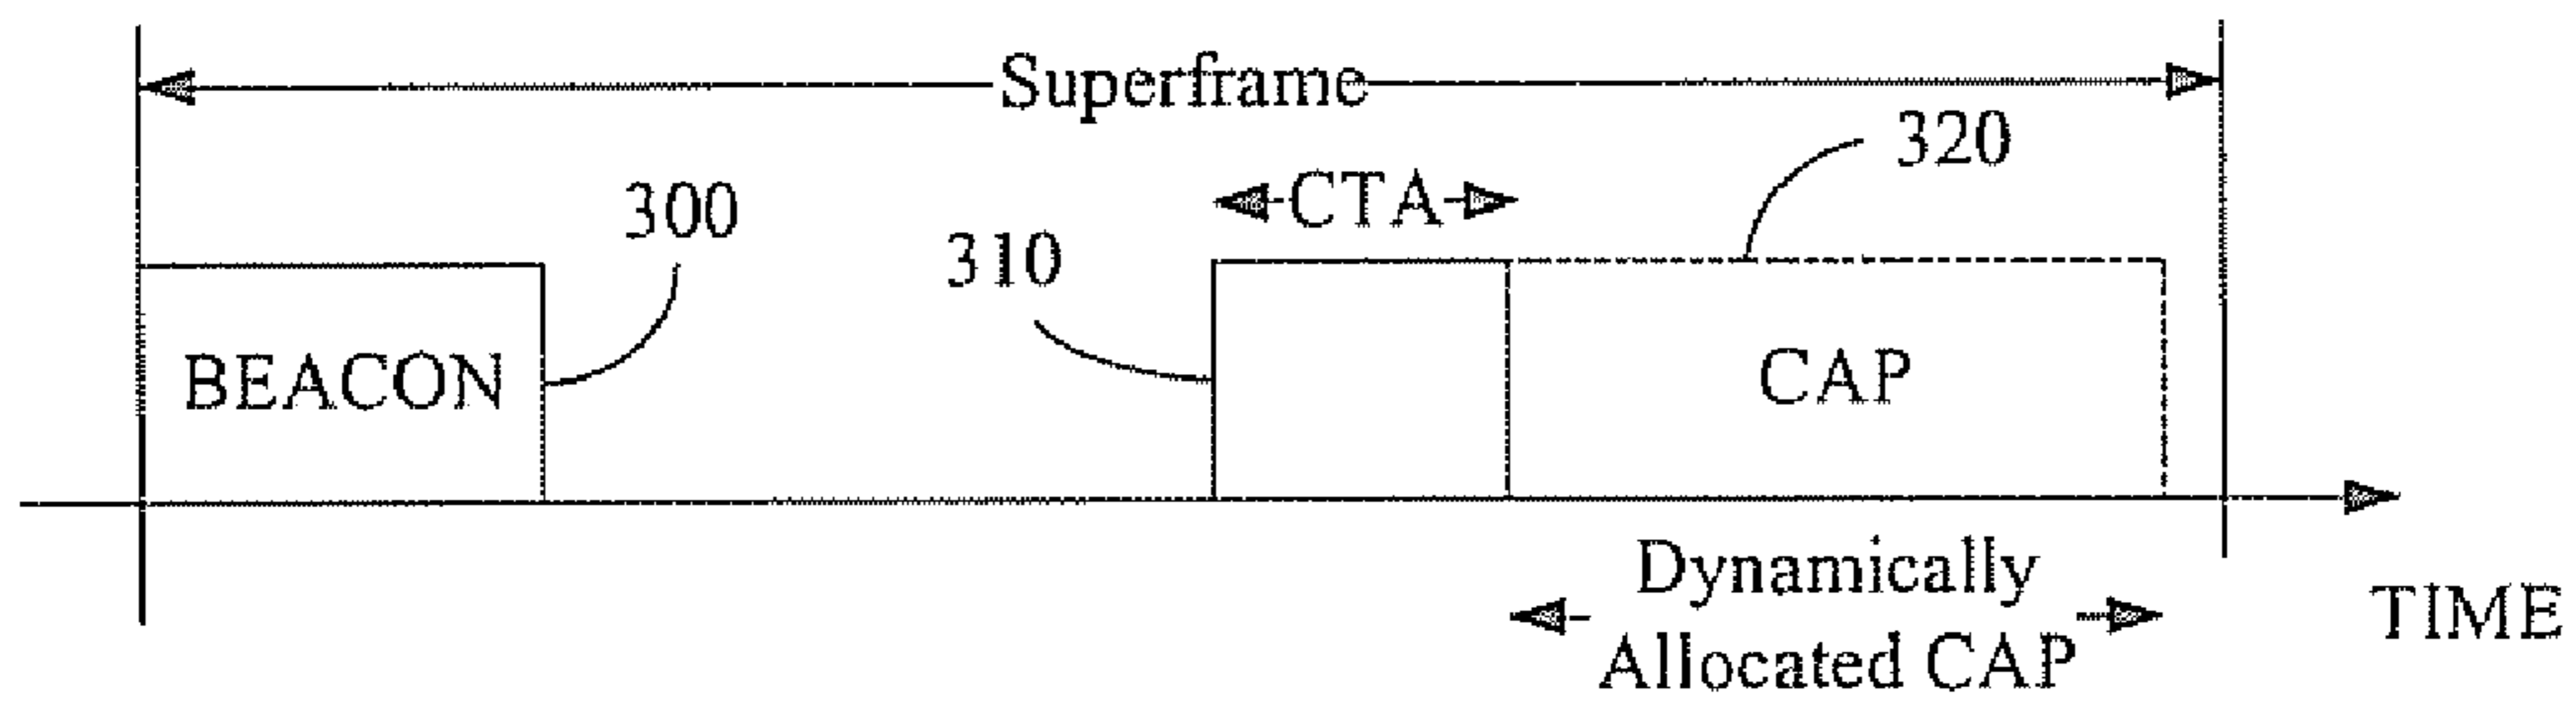 Superframe
320
300
CTA
310
BEACON
CAP
Dynamically
Allocated CAP
TIME